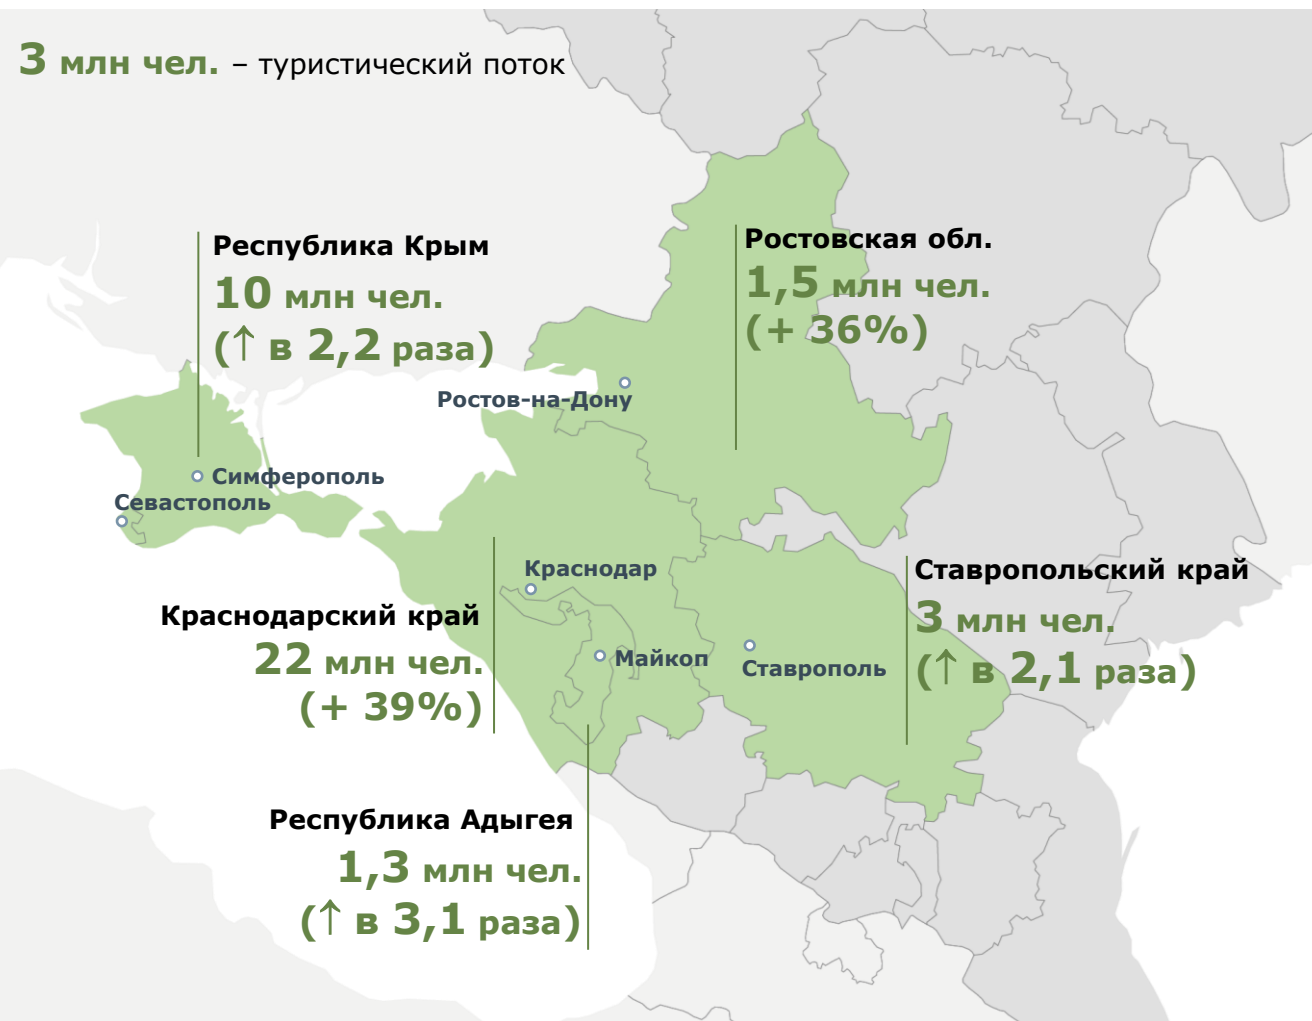 3 млн чел. – туристический поток
Республика Крым
10 млн чел.
(↑ в 2,2 раза)
Ростовская обл.
1,5 млн чел.
(+ 36%)
Ростов-на-Дону
Симферополь
Севастополь
Краснодар
Краснодарский край
22 млн чел.
(+ 39%)
Майкоп
Ставрополь
Ставропольский край
3 млн чел.
(↑ в 2,1 раза)
Республика Адыгея
1,3 млн чел.
(↑ в 3,1 раза)